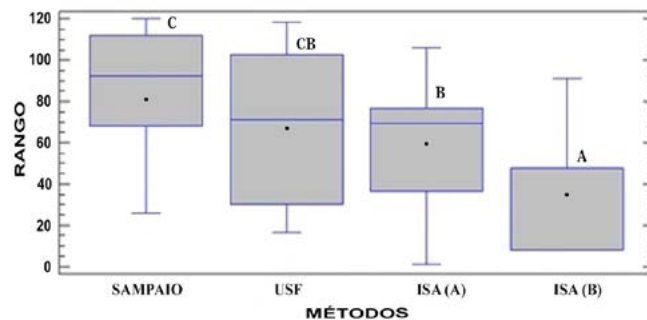 120
100
80
60
40
20
0
RANGO
C
CB
B
A
SAMPAIO USF ISA (A) ISA (B)
MÉTODOS